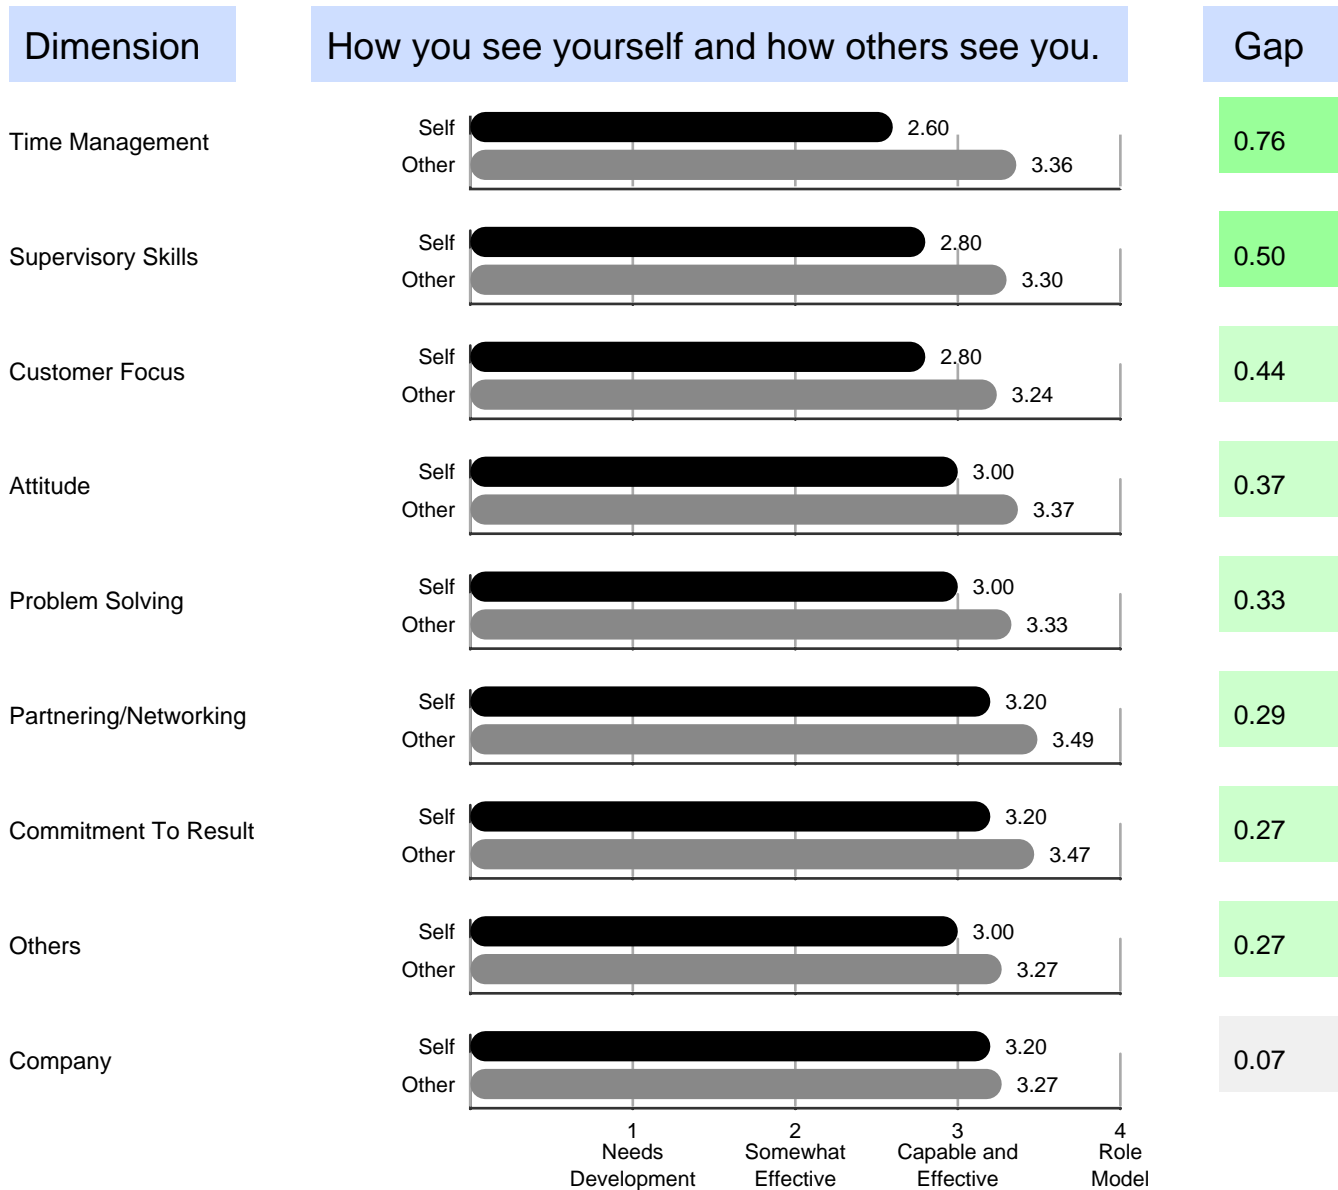 Dimension
How you see yourself and how others see you.
Gap
Time Management
Self
2.60
Other
3.36
0.76
Supervisory Skills
Self
2.80
Other
3.30
0.50
Customer Focus
Self
2.80
Other
3.24
0.44
Attitude
Self
3.00
Other
3.37
0.37
Problem Solving
Self
3.00
Other
3.33
0.33
Partnering/Networking
Self
3.20
Other
3.49
0.29
Commitment To Result
Self
3.20
Other
3.47
0.27
Others
Self
3.00
Other
3.27
0.27
Company
Self
3.20
Other
3.27
0.07
1
Needs
Development
2
Somewhat
Effective
3
Capable and
Effective
4
Role
Model